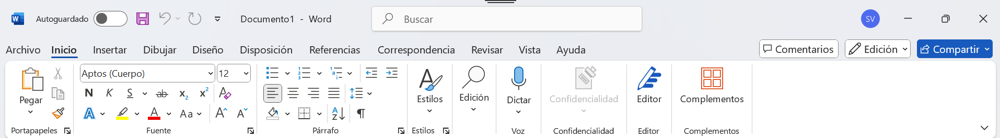 Autoguardado Documento1 - Word Buscar SV
Archivo Inicio Insertar Dibujar Diseño Disposición Referencias Correspondencia Revisar Vista Ayuda Comentarios Edición Compartir
Aptos (Cuerpo) 12
Pegar N K S ab x₂ x² A Estilos Edición Dictar Confidencialidad Editor Complementos
A A Aa A A A Z ¶
Portapapeles Fuente Párrafo Estilos Voz Confidencialidad Editor Complementos